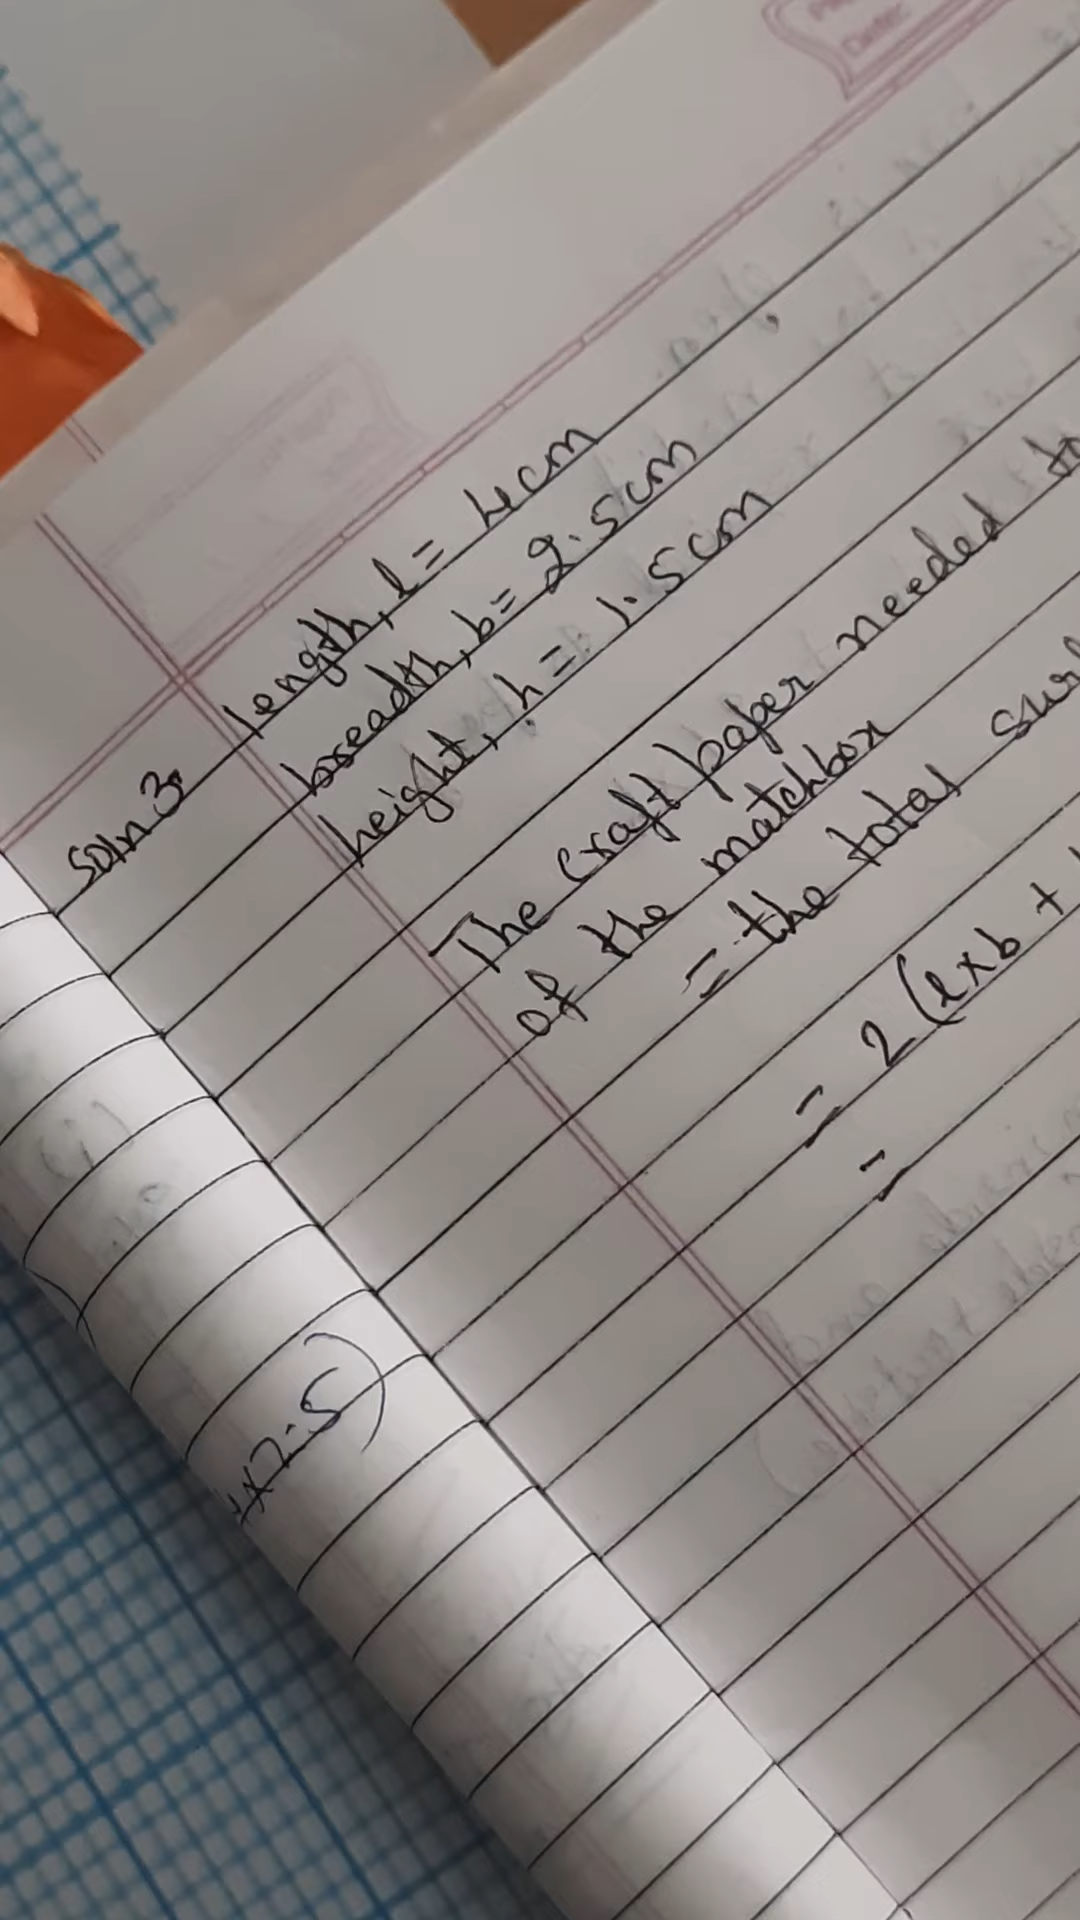 Date:
Soln 3. length, l = 4cm
breadth, b = 2.5cm
height, h = 1.5cm
The craft paper needed to
of the matchbox
= the total
= 2(l×b +
=
×2.5)